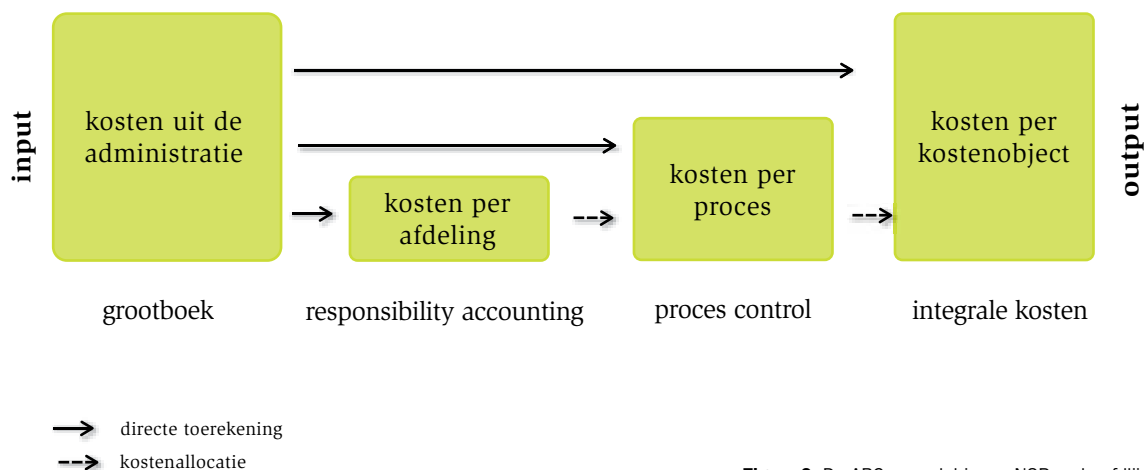 input
kosten uit de
administratie
kosten per
afdeling
kosten per
proces
kosten per
kostenobject
output
grootboek
responsibility accounting
proces control
integrale kosten
directe toerekening
kostenallocatie